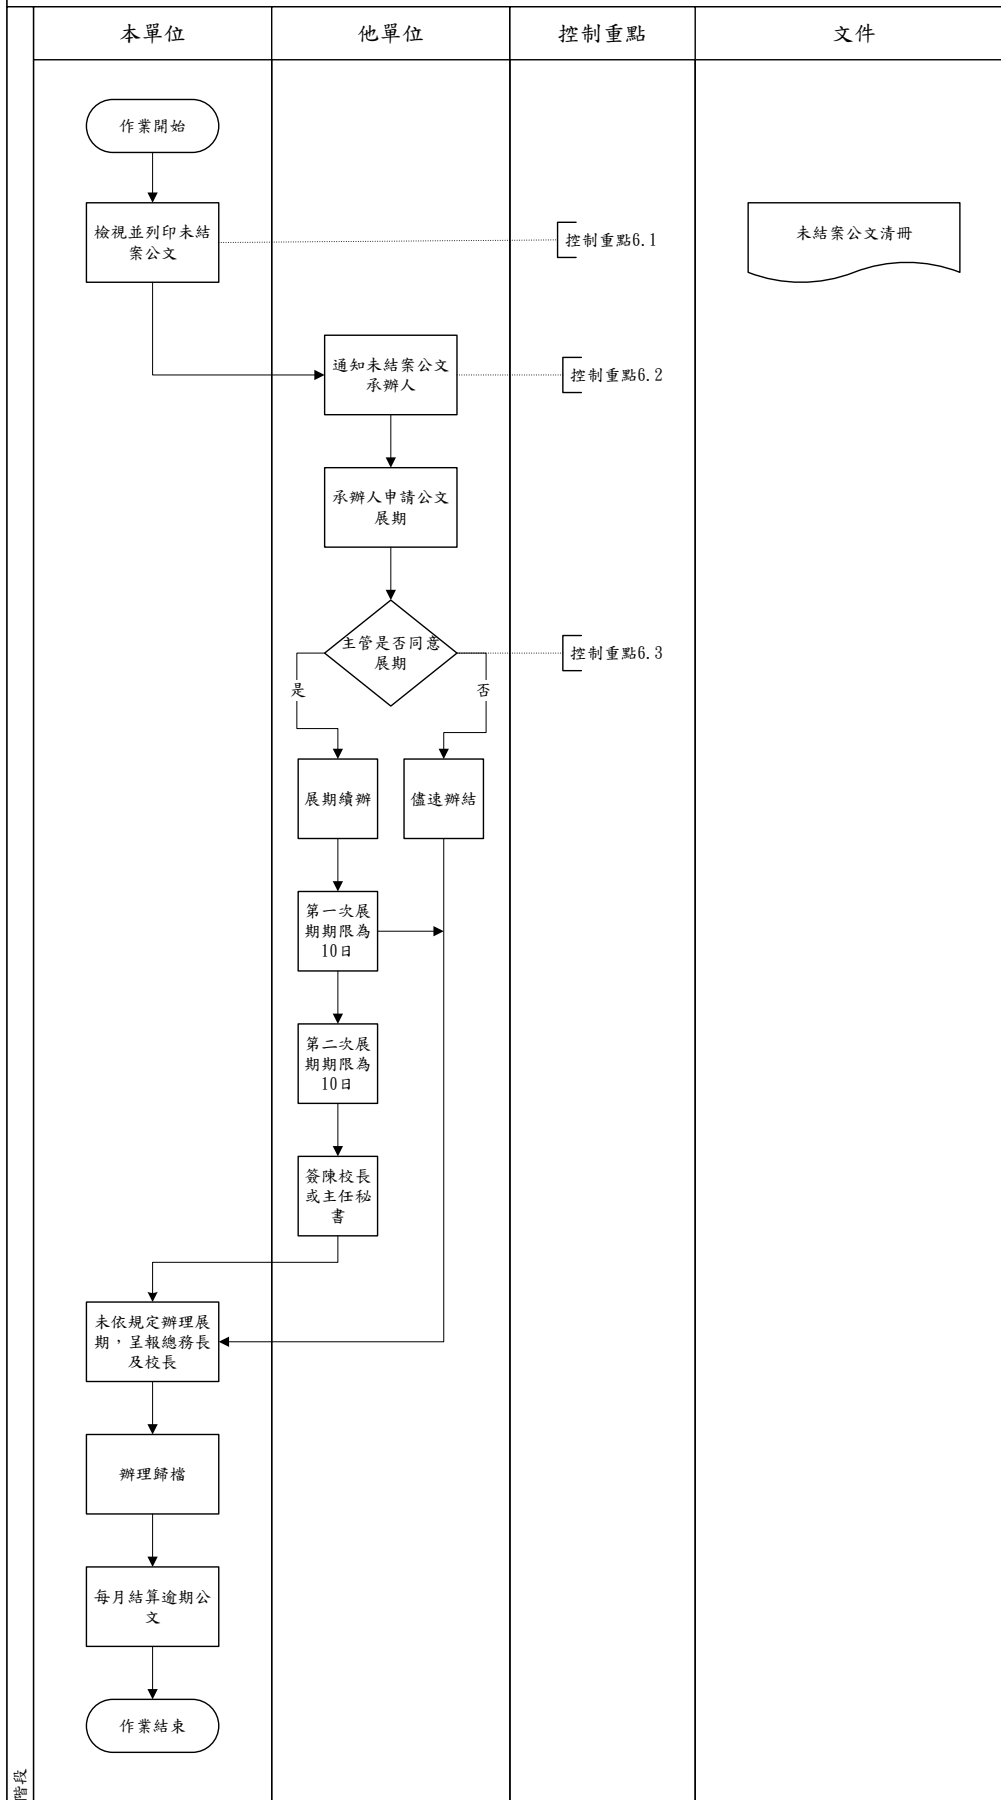 本單位
他單位
控制重點
文件
作業開始
檢視並列印未結
案公文
控制重點6.1
未結案公文清冊
通知未結案公文
承辦人
控制重點6.2
承辦人申請公文
展期
主管是否同意
展期
控制重點6.3
是
否
展期續辦
儘速辦結
第一次展
期期限為
10日
第二次展
期期限為
10日
簽陳校長
或主任秘
書
未依規定辦理展
期，呈報總務長
及校長
辦理歸檔
每月結算逾期公
文
作業結束
階段